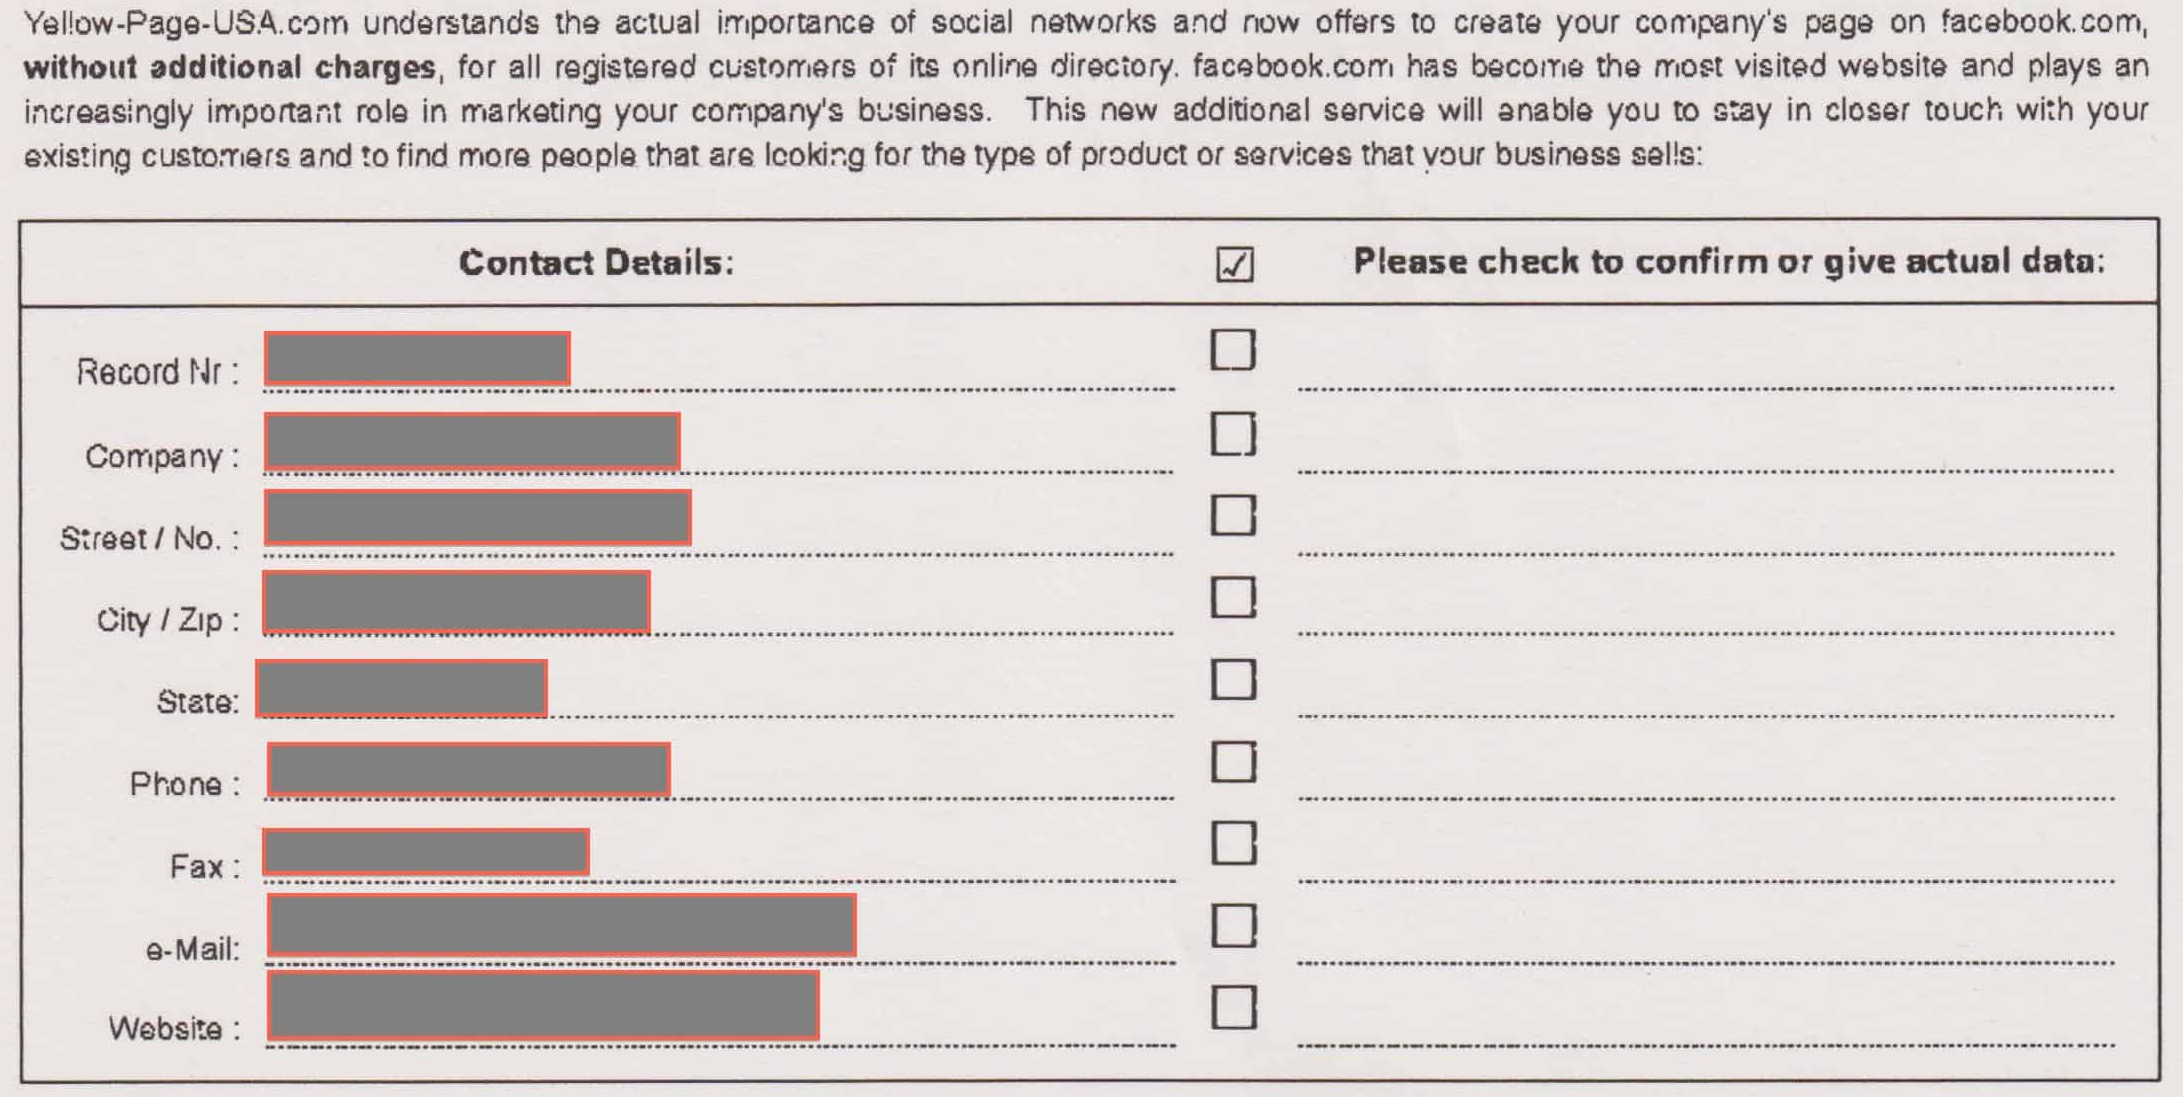 Yellow-Page-USA.com understands the actual importance of social networks and now offers to create your company's page on facebook.com,
without additional charges, for all registered customers of its online directory. facebook.com has become the most visited website and plays an
increasingly important role in marketing your company's business. This new additional service will enable you to stay in closer touch with your
existing customers and to find more people that are looking for the type of product or services that your business sells:
Contact Details: ☑ Please check to confirm or give actual data:
Record Nr :
Company :
Street / No. :
City / Zip :
State:
Phone :
Fax :
e-Mail:
Website :